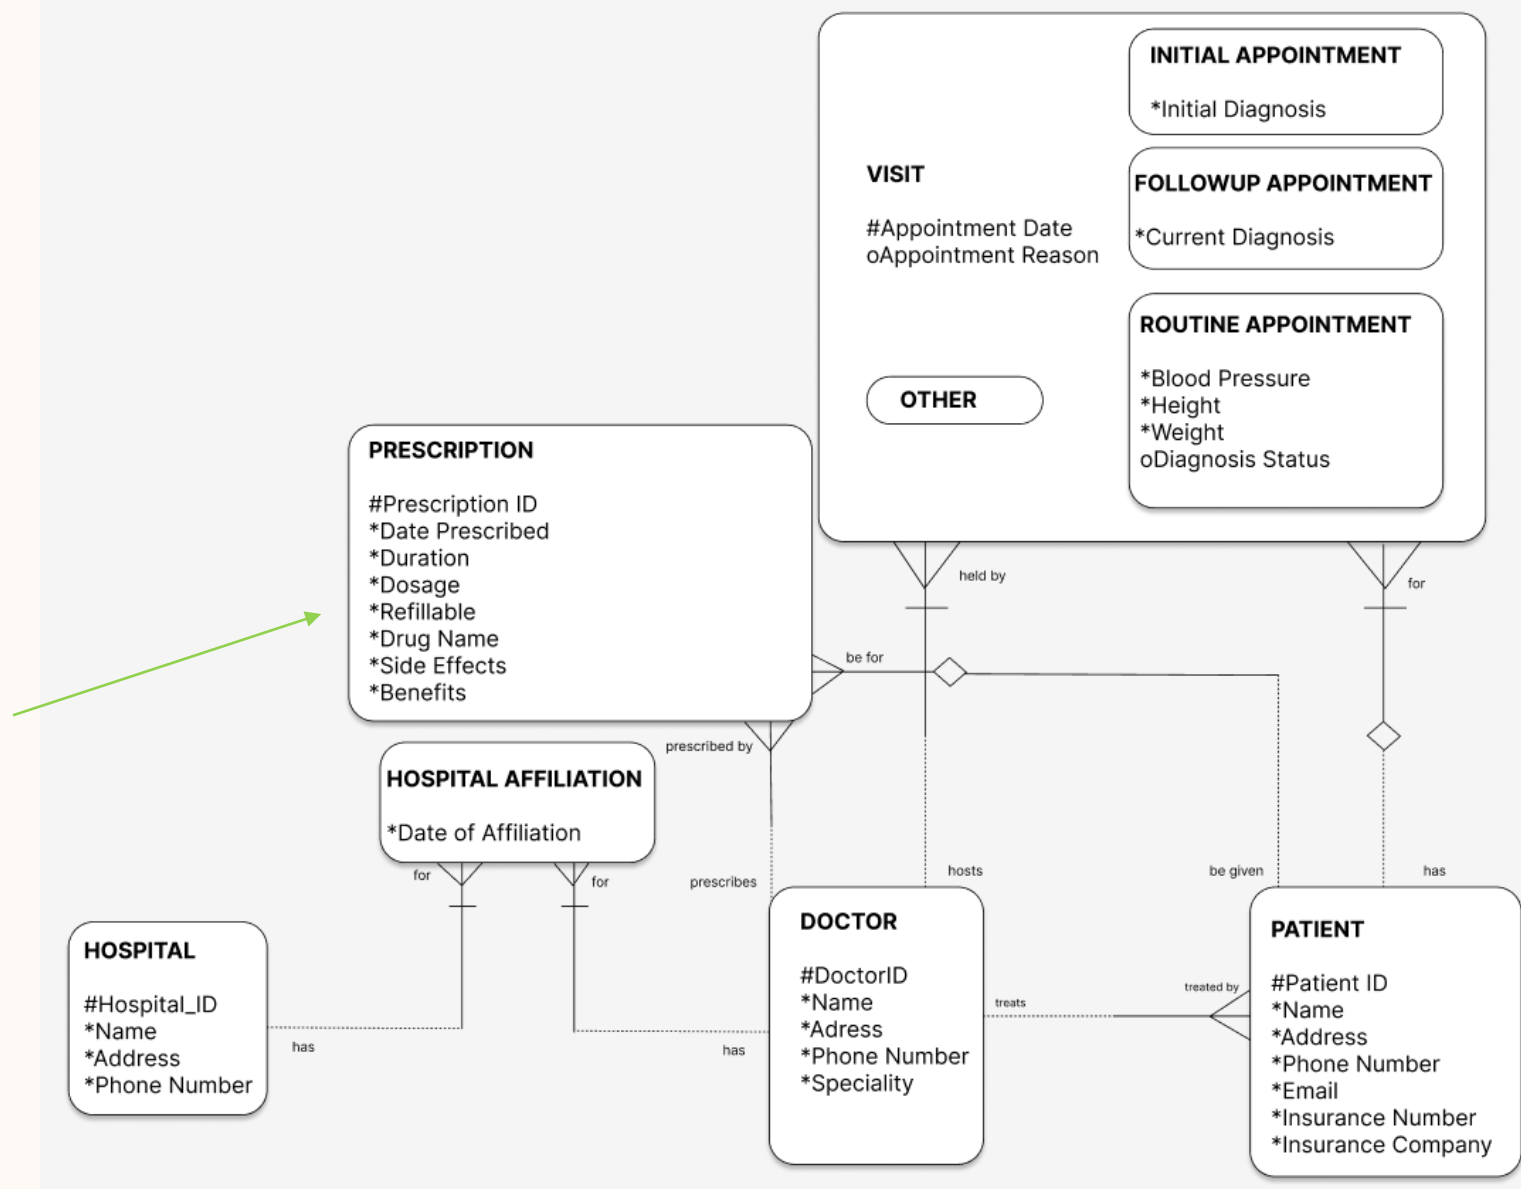 INITIAL APPOINTMENT
*Initial Diagnosis
VISIT
#Appointment Date
oAppointment Reason
FOLLOWUP APPOINTMENT
*Current Diagnosis
ROUTINE APPOINTMENT
*Blood Pressure
*Height
*Weight
oDiagnosis Status
OTHER
PRESCRIPTION
#Prescription ID
*Date Prescribed
*Duration
*Dosage
*Refillable
*Drug Name
*Side Effects
*Benefits
held by
for
be for
prescribed by
HOSPITAL AFFILIATION
*Date of Affiliation
for
for
prescribes
hosts
be given
has
HOSPITAL
#Hospital_ID
*Name
*Address
*Phone Number
has
has
DOCTOR
#DoctorID
*Name
*Adress
*Phone Number
*Speciality
treats
treated by
PATIENT
#Patient ID
*Name
*Address
*Phone Number
*Email
*Insurance Number
*Insurance Company